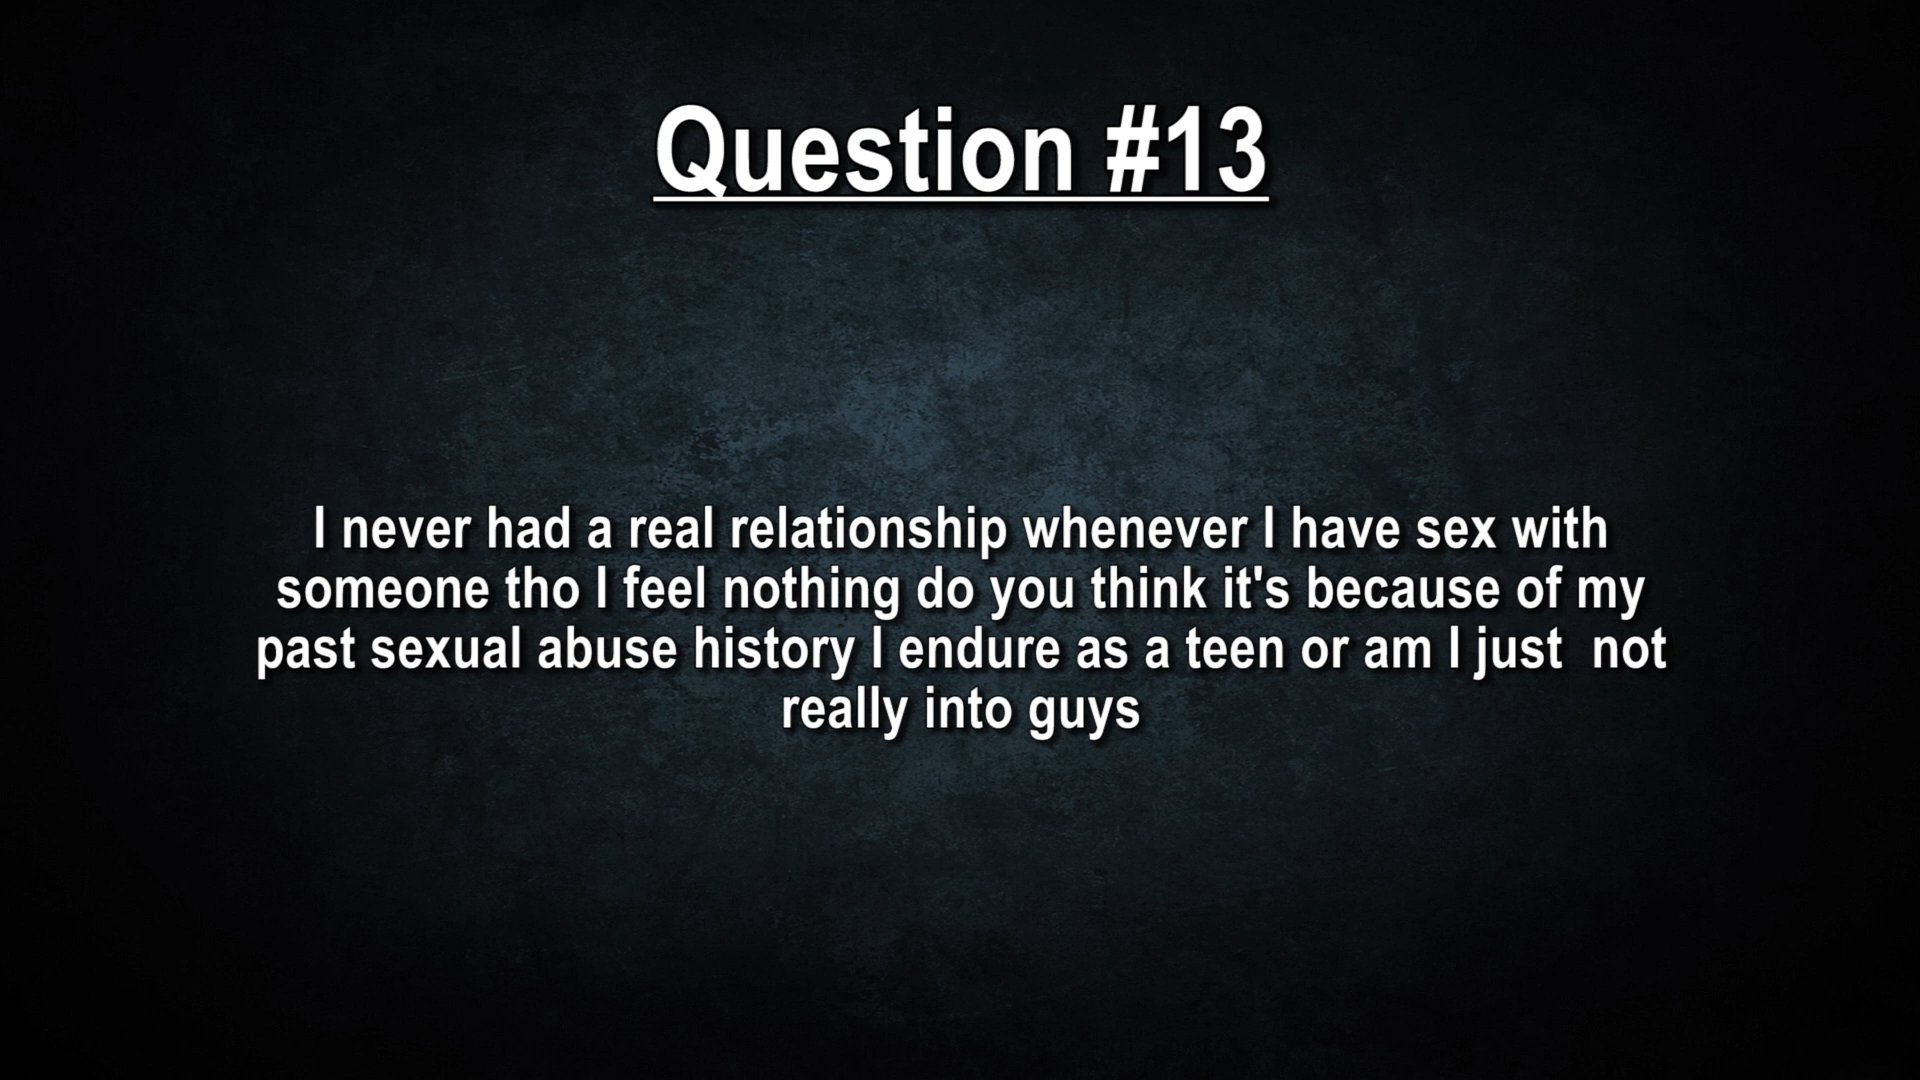 Question #13
I never had a real relationship whenever I have sex with
someone tho I feel nothing do you think it's because of my
past sexual abuse history I endure as a teen or am I just  not
really into guys